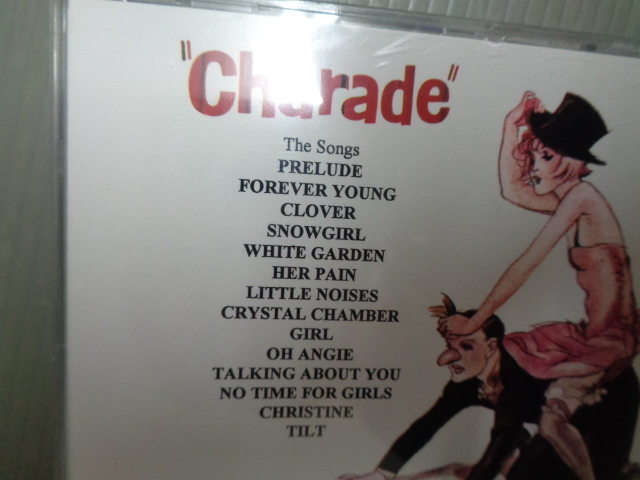 "Charade"
The Songs
PRELUDE
FOREVER YOUNG
CLOVER
SNOWGIRL
WHITE GARDEN
HER PAIN
LITTLE NOISES
CRYSTAL CHAMBER
GIRL
OH ANGIE
TALKING ABOUT YOU
NO TIME FOR GIRLS
CHRISTINE
TILT